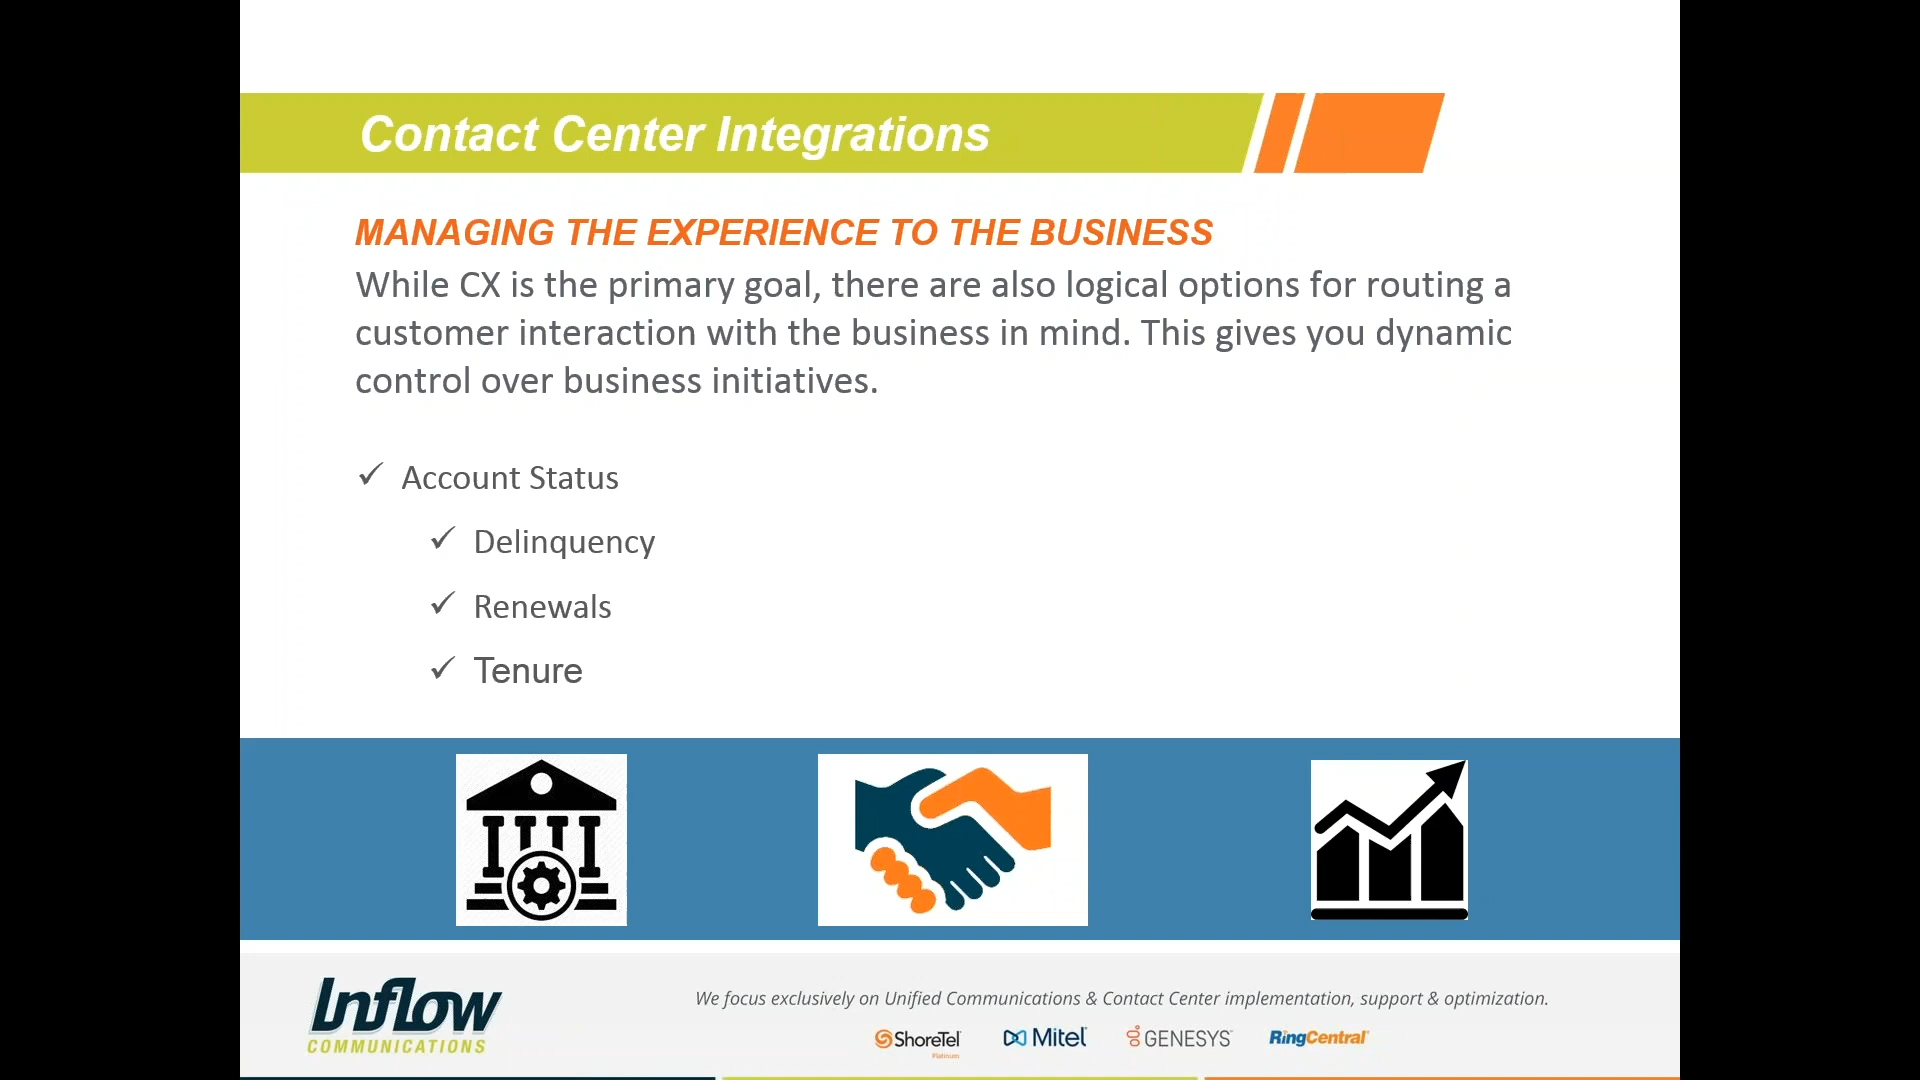 Contact Center Integrations
MANAGING THE EXPERIENCE TO THE BUSINESS
While CX is the primary goal, there are also logical options for routing a
customer interaction with the business in mind. This gives you dynamic
control over business initiatives.
✓ Account Status
✓ Delinquency
✓ Renewals
✓ Tenure
Inflow
COMMUNICATIONS
We focus exclusively on Unified Communications & Contact Center implementation, support & optimization.
ShoreTel Mitel GENESYS RingCentral
Platinum